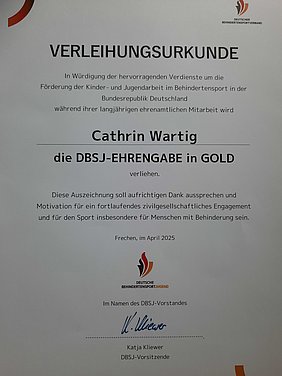 DEUTSCHER
BEHINDERTENSPORTVERBAND
VERLEIHUNGSURKUNDE
In Würdigung der hervorragenden Verdienste um die
Förderung der Kinder- und Jugendarbeit im Behindertensport in der
Bundesrepublik Deutschland
während ihrer langjährigen ehrenamtlichen Mitarbeit wird
Cathrin Wartig
die DBSJ-EHRENGABE in GOLD
verliehen.
Diese Auszeichnung soll aufrichtigen Dank aussprechen und
Motivation für ein fortlaufendes zivilgesellschaftliches Engagement
und für den Sport insbesondere für Menschen mit Behinderung sein.
Frechen, im April 2025
DEUTSCHE
BEHINDERTENSPORTJUGEND
Im Namen des DBSJ-Vorstandes
K. Kliewer
Katja Kliewer
DBSJ-Vorsitzende